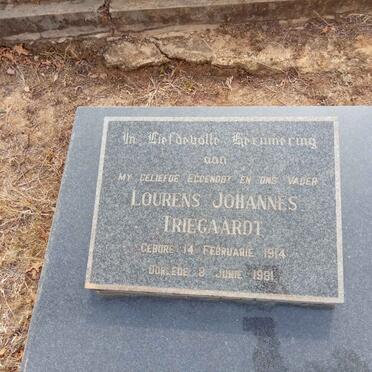 In Liefdevolle Herinnering
aan
MY GELIEFDE EGGENOOT EN ONS VADER
LOURENS JOHANNES
TRIEGAARDT
GEBORE 14 FEBRUARIE 1914
OORLEDE 8 JUNIE 1981